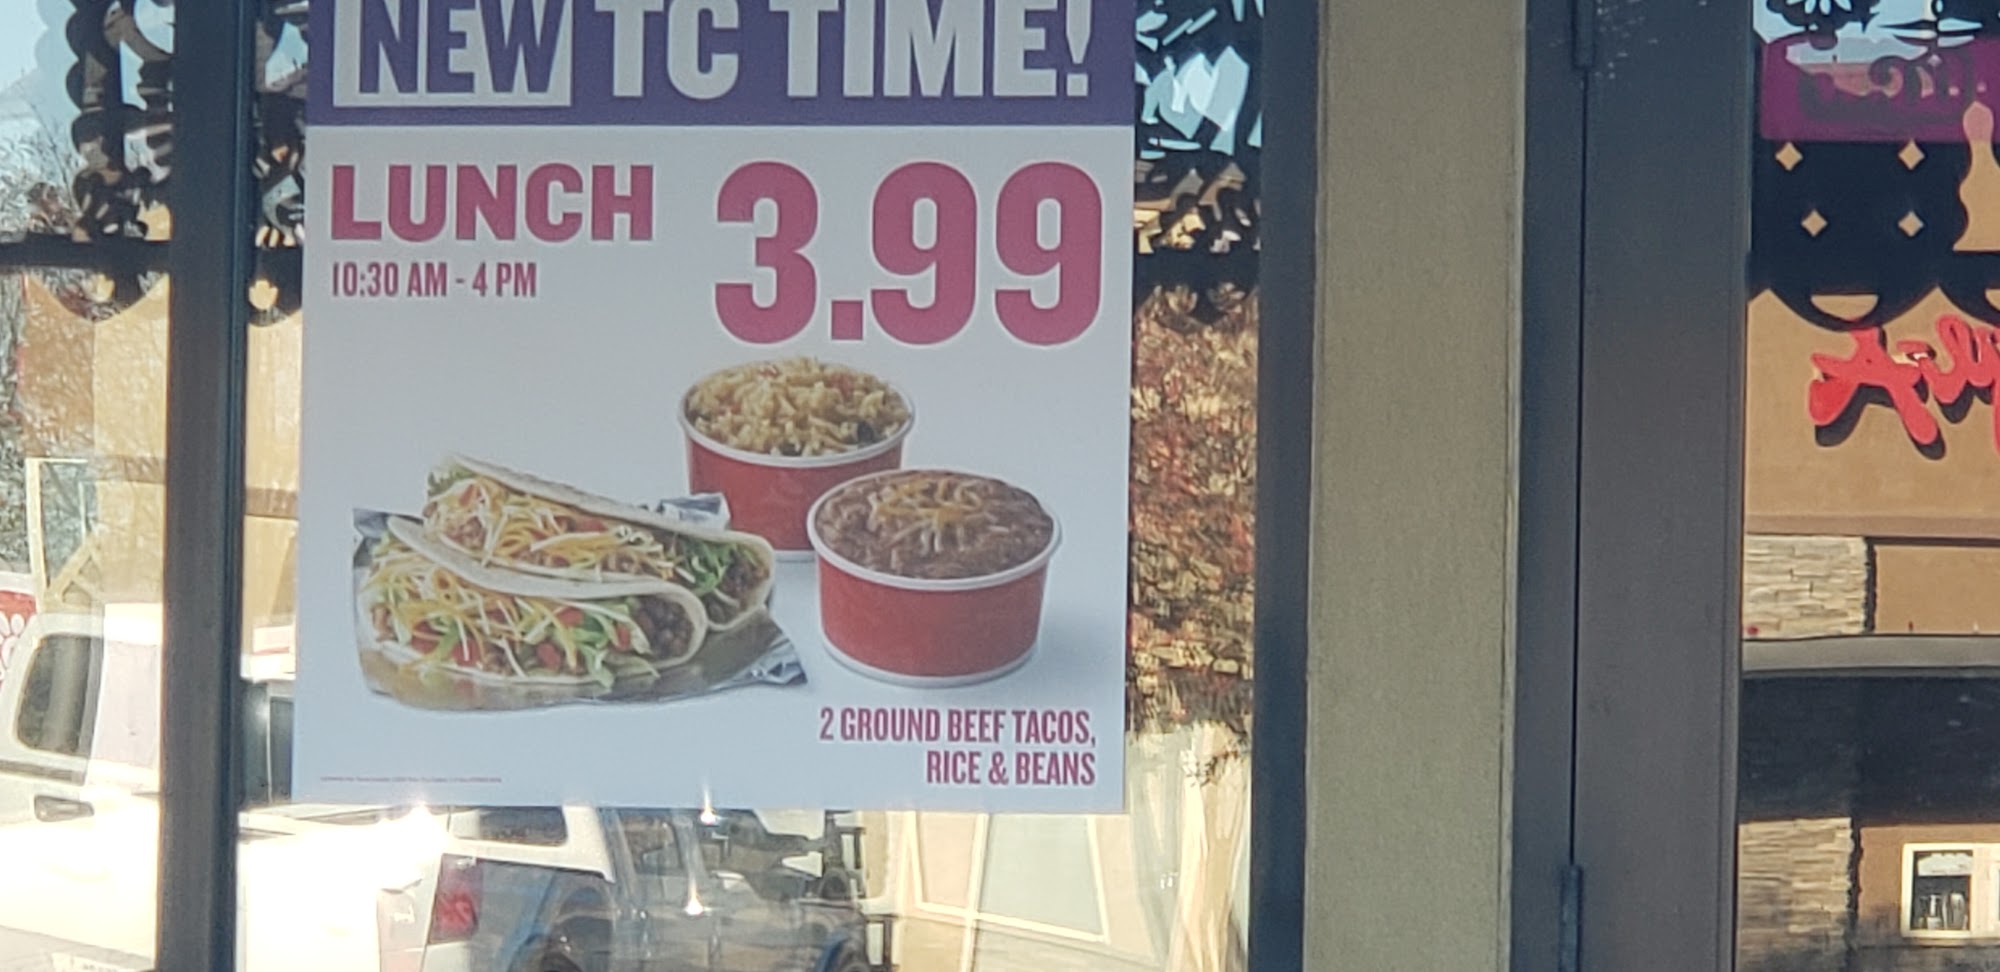 NEW TC TIME!
LUNCH 3.99
10:30 AM - 4 PM
2 GROUND BEEF TACOS,
RICE & BEANS